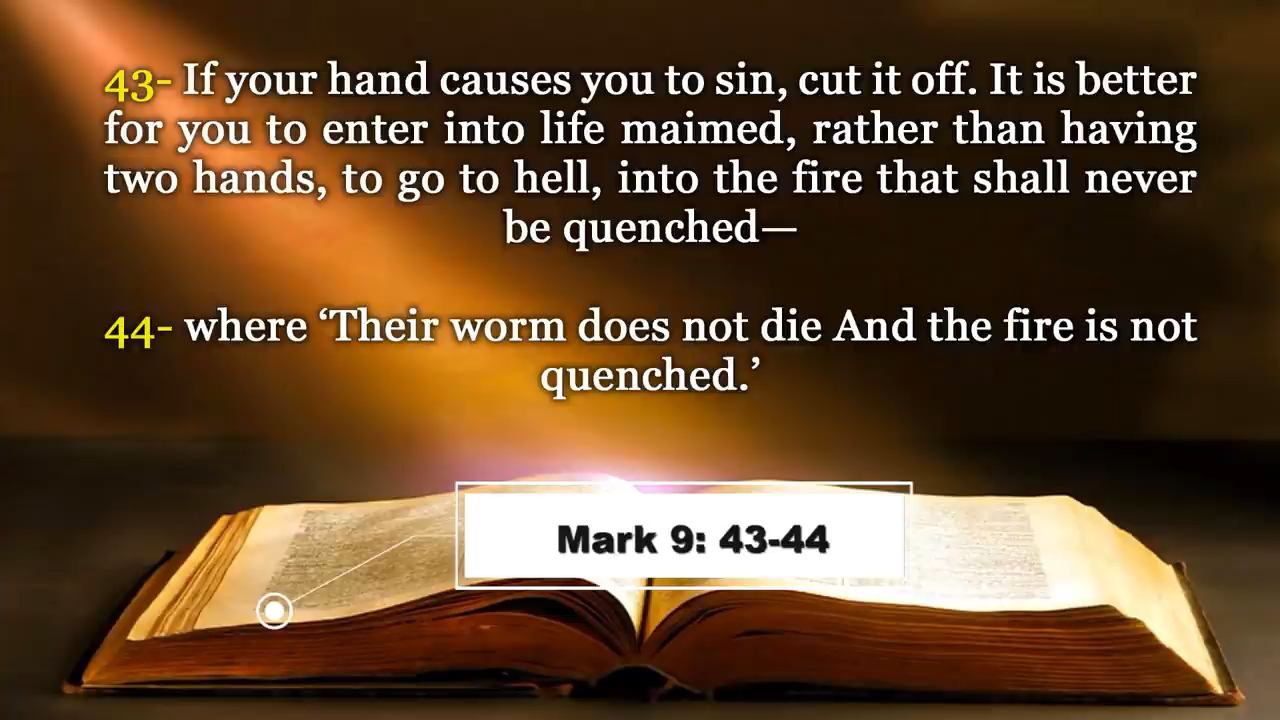 43- If your hand causes you to sin, cut it off. It is better
for you to enter into life maimed, rather than having
two hands, to go to hell, into the fire that shall never
be quenched—
44- where ‘Their worm does not die And the fire is not
quenched.’
Mark 9: 43-44